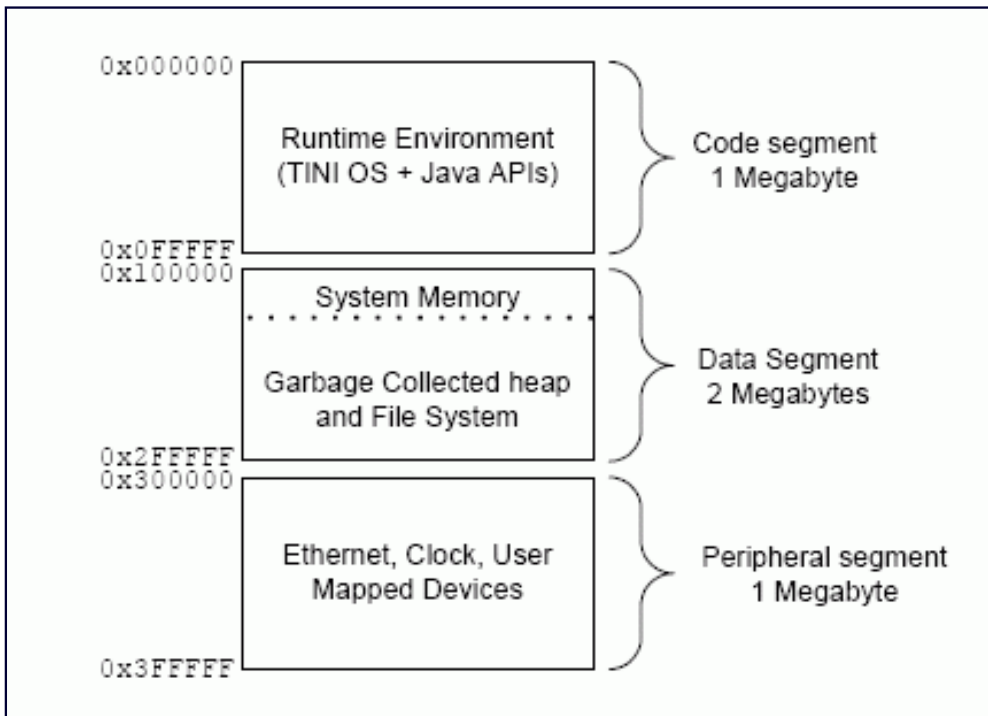 0x000000
Runtime Environment
(TINI OS + Java APIs)
Code segment
1 Megabyte
0x0FFFFF
0x100000
System Memory
Garbage Collected heap
and File System
Data Segment
2 Megabytes
0x2FFFFF
0x300000
Ethernet, Clock, User
Mapped Devices
Peripheral segment
1 Megabyte
0x3FFFFF